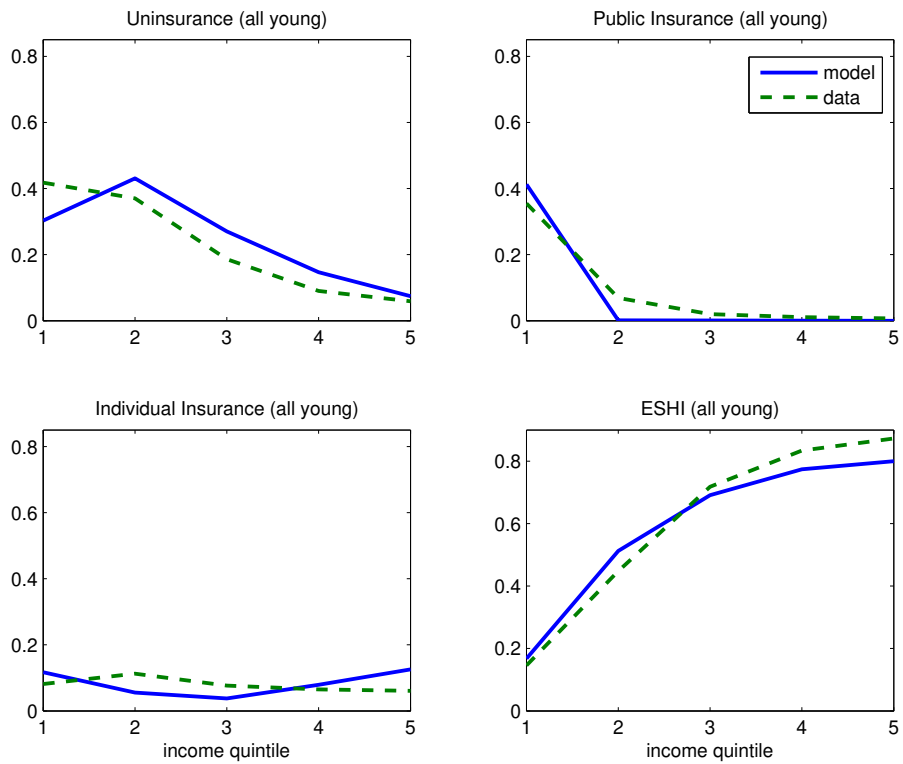 Uninsurance (all young)
0.8
0.6
0.4
0.2
0
1 2 3 4 5
Public Insurance (all young)
model
data
0.8
0.6
0.4
0.2
0
1 2 3 4 5
Individual Insurance (all young)
0.8
0.6
0.4
0.2
0
1 2 3 4 5
income quintile
ESHI (all young)
0.8
0.6
0.4
0.2
0
1 2 3 4 5
income quintile